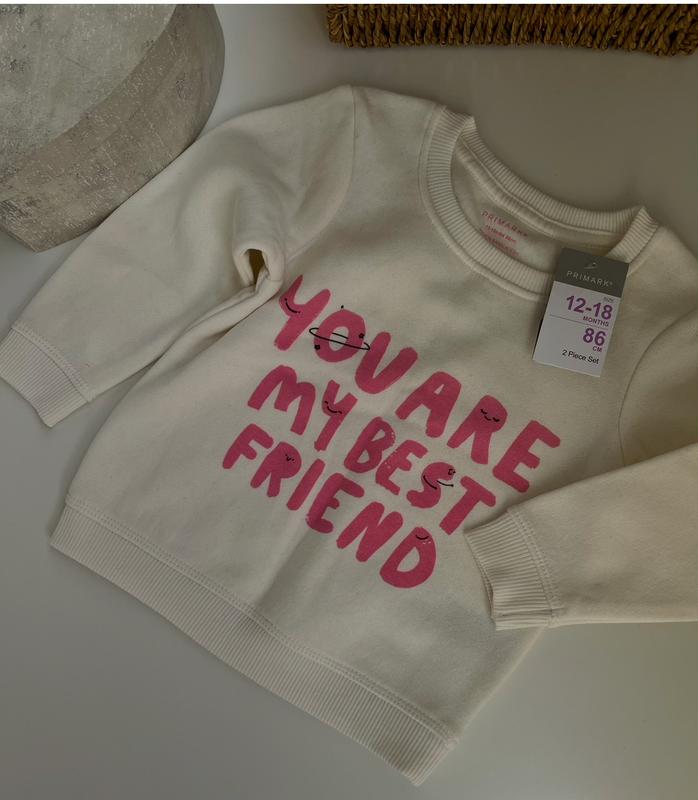 PRIMARK
PRIMARK
SIZE
12-18
MONTHS
86
CM
2 Piece Set
YOU ARE
MY BEST
FRIEND